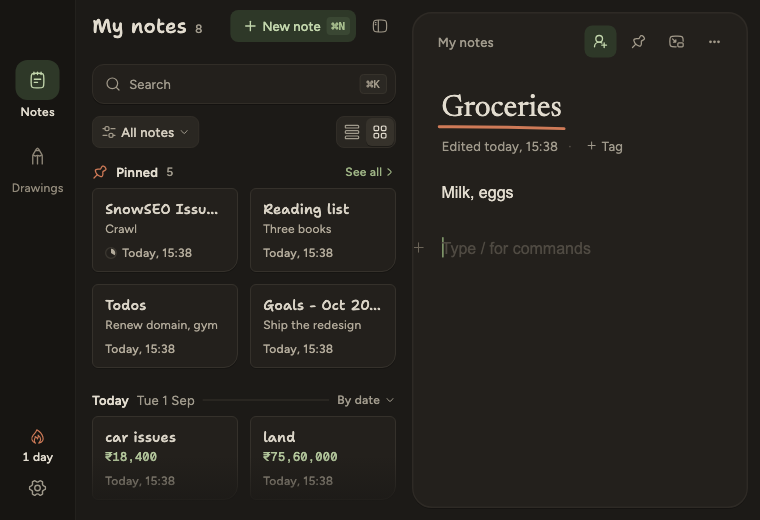 My notes 8
+ New note ⌘N
Search ⌘K
All notes
Notes
Drawings
Pinned 5
See all >
SnowSEO Issu...
Crawl
Today, 15:38
Reading list
Three books
Today, 15:38
Todos
Renew domain, gym
Today, 15:38
Goals - Oct 20...
Ship the redesign
Today, 15:38
Today Tue 1 Sep
By date
car issues
₹18,400
Today, 15:38
land
₹75,60,000
Today, 15:38
1 day
My notes
Groceries
Edited today, 15:38 · + Tag
Milk, eggs
Type / for commands